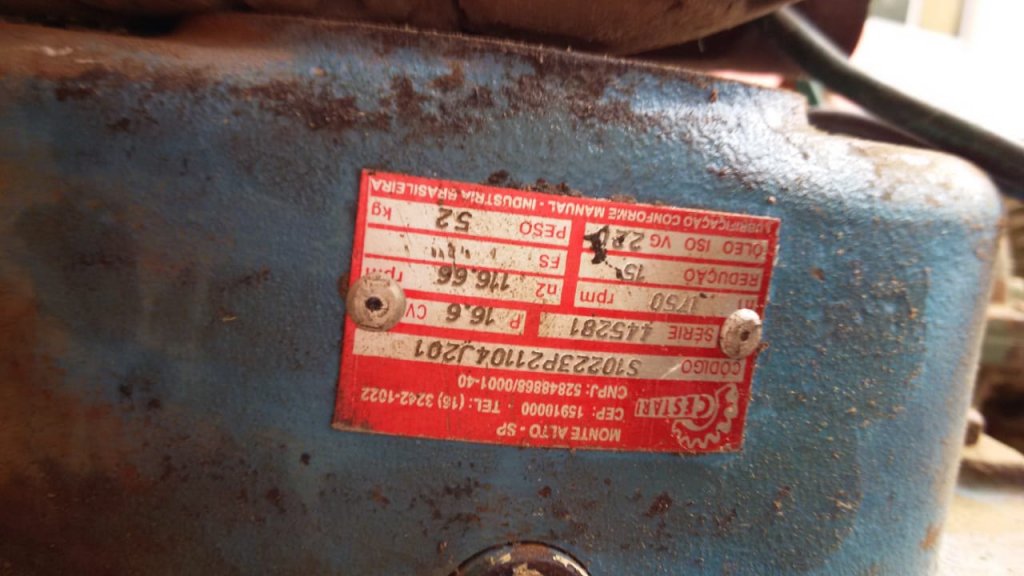 CESTARI
MONTE ALTO - SP
CEP: 15910000 - TEL.: (16) 3242-1022
CNPJ: 52848868/0001-40
CÓDIGO S10223P21104J201
SÉRIE 445281 P 16.6 CV
n1 1750 rpm n2 116.66 rpm
REDUÇÃO 15 FS
ÓLEO ISO VG 220 PESO 52 kg
LUBRIFICAÇÃO CONFORME MANUAL - INDUSTRIA BRASILEIRA